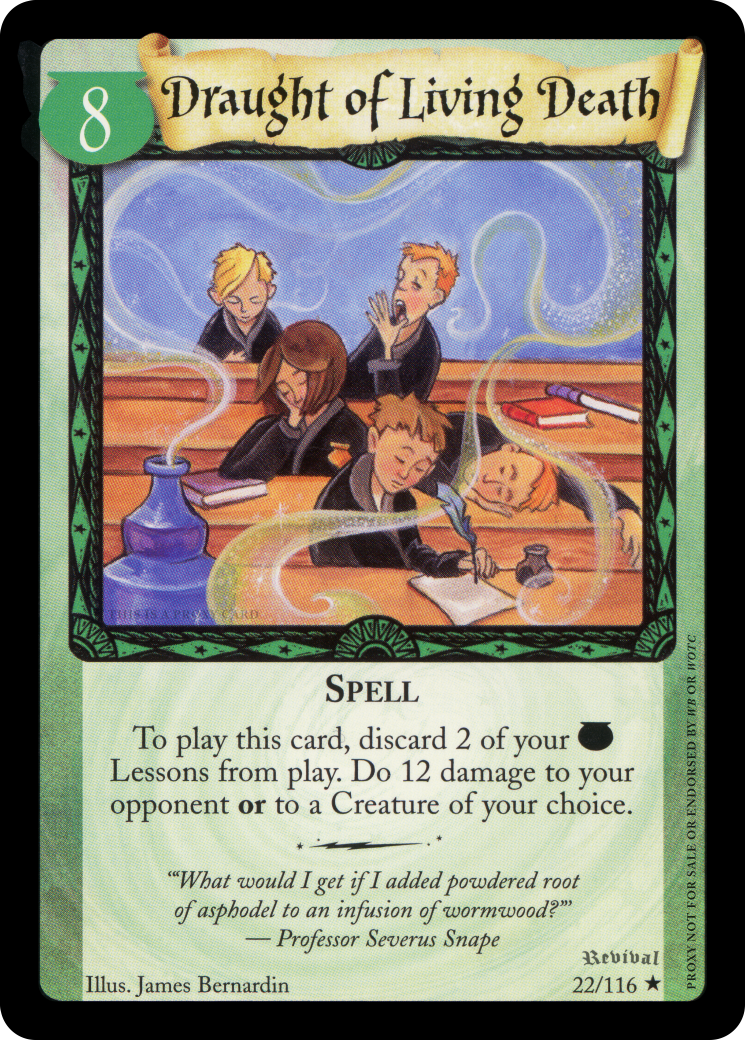 8
Draught of Living Death
THIS IS A PROXY CARD
SPELL
To play this card, discard 2 of your
Lessons from play. Do 12 damage to your
opponent or to a Creature of your choice.
“‘What would I get if I added powdered root
of asphodel to an infusion of wormwood?’”
— Professor Severus Snape
Revival
Illus. James Bernardin
22/116 ★
PROXY NOT FOR SALE OR ENDORSED BY WB OR WOTC